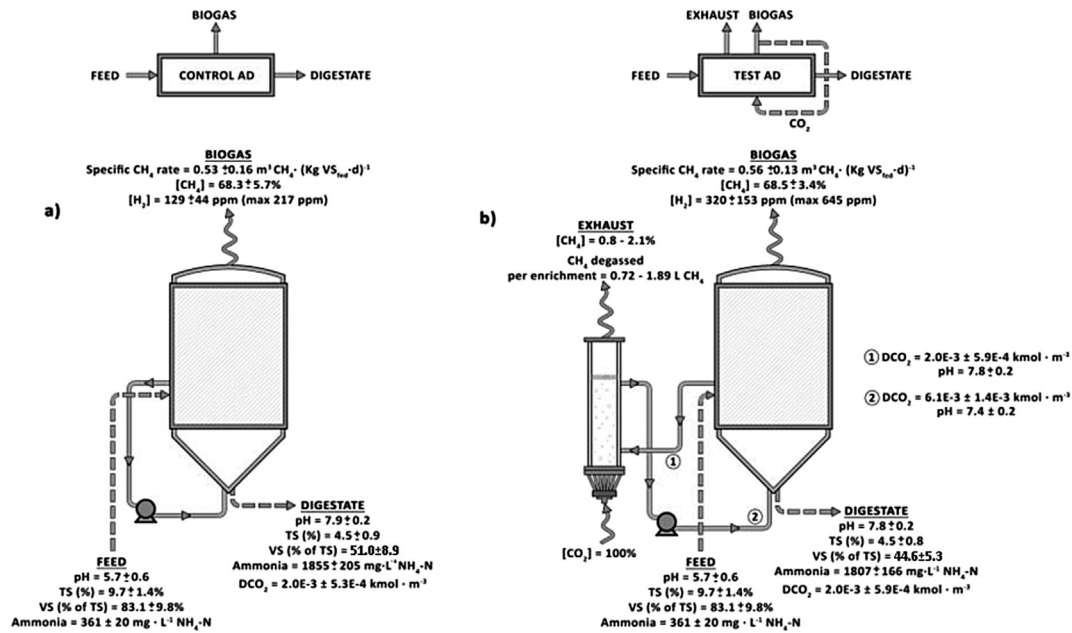 BIOGAS
FEED
CONTROL AD
DIGESTATE
BIOGAS
Specific CH₄ rate = 0.53 ±0.16 m³ CH₄· (Kg VSfed·d)⁻¹
[CH₄] = 68.3±5.7%
[H₂] = 129 ±44 ppm (max 217 ppm)
a)
DIGESTATE
pH = 7.9±0.2
TS (%) = 4.5±0.9
VS (% of TS) = 51.0±8.9
Ammonia = 1855±205 mg·L⁻¹ NH₄-N
DCO₂ = 2.0E-3 ± 5.3E-4 kmol · m⁻³
FEED
pH = 5.7±0.6
TS (%) = 9.7±1.4%
VS (% of TS) = 83.1±9.8%
Ammonia = 361 ± 20 mg · L⁻¹ NH₄-N
EXHAUST
BIOGAS
FEED
TEST AD
DIGESTATE
CO₂
BIOGAS
Specific CH₄ rate = 0.56 ±0.13 m³ CH₄· (Kg VSfed·d)⁻¹
[CH₄] = 68.5±3.4%
[H₂] = 320±153 ppm (max 645 ppm)
b)
EXHAUST
[CH₄] = 0.8 - 2.1%
CH₄ degassed
per enrichment = 0.72 - 1.89 L CH₄
1 DCO₂ = 2.0E-3 ± 5.9E-4 kmol · m⁻³
pH = 7.8±0.2
2 DCO₂ = 6.1E-3 ± 1.4E-3 kmol · m⁻³
pH = 7.4 ± 0.2
1
2
[CO₂] = 100%
DIGESTATE
pH = 7.8±0.2
TS (%) = 4.5±0.8
VS (% of TS) = 44.6±5.3
Ammonia = 1807±166 mg·L⁻¹ NH₄-N
DCO₂ = 2.0E-3 ± 5.9E-4 kmol · m⁻³
FEED
pH = 5.7±0.6
TS (%) = 9.7±1.4%
VS (% of TS) = 83.1±9.8%
Ammonia = 361 ± 20 mg · L⁻¹ NH₄-N